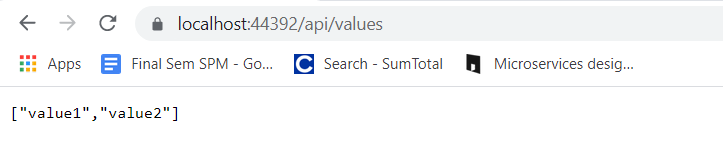 localhost:44392/api/values
Apps Final Sem SPM - Go... Search - SumTotal Microservices desig...
["value1","value2"]